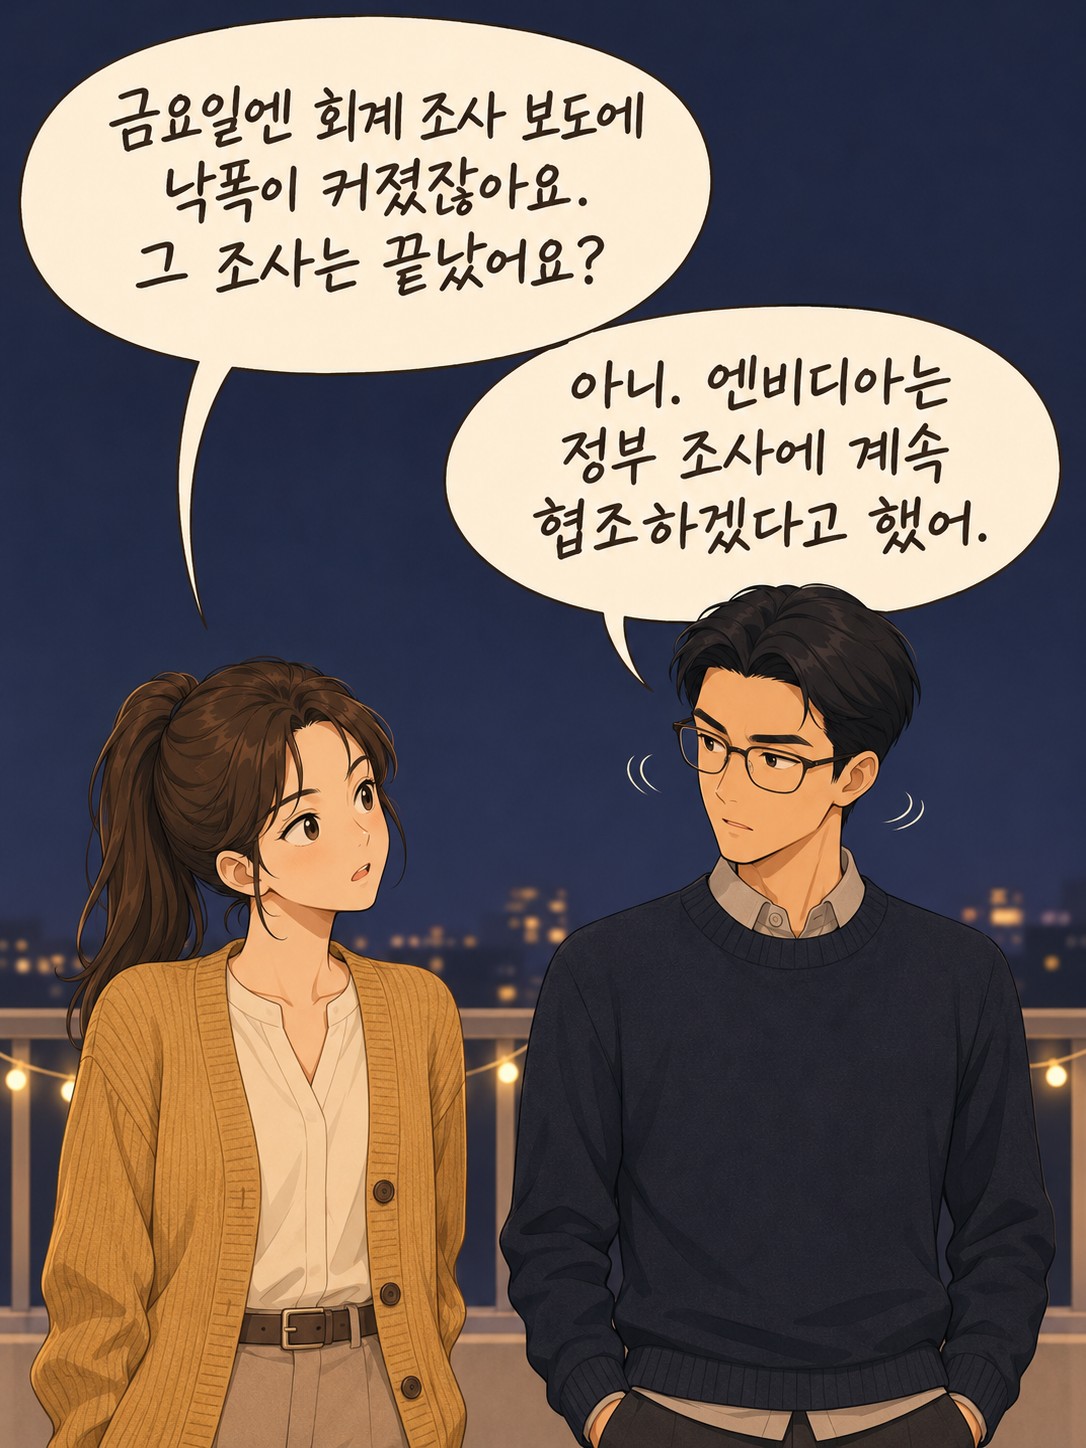 금요일엔 회계 조사 보도에
낙폭이 커졌잖아요.
그 조사는 끝났어요?
아니. 엔비디아는
정부 조사에 계속
협조하겠다고 했어.